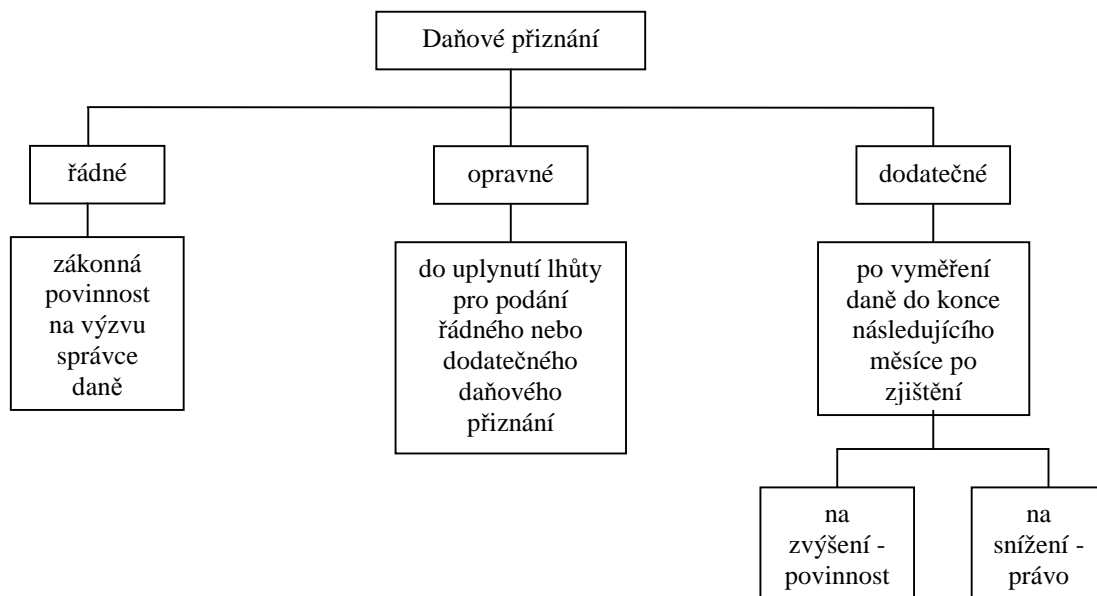 Daňové přiznání
řádné
opravné
dodatečné
zákonná
povinnost
na výzvu
správce
daně
do uplynutí lhůty
pro podání
řádného nebo
dodatečného
daňového
přiznání
po vyměření
daně do konce
následujícího
měsíce po
zjištění
na
zvýšení -
povinnost
na
snížení -
právo